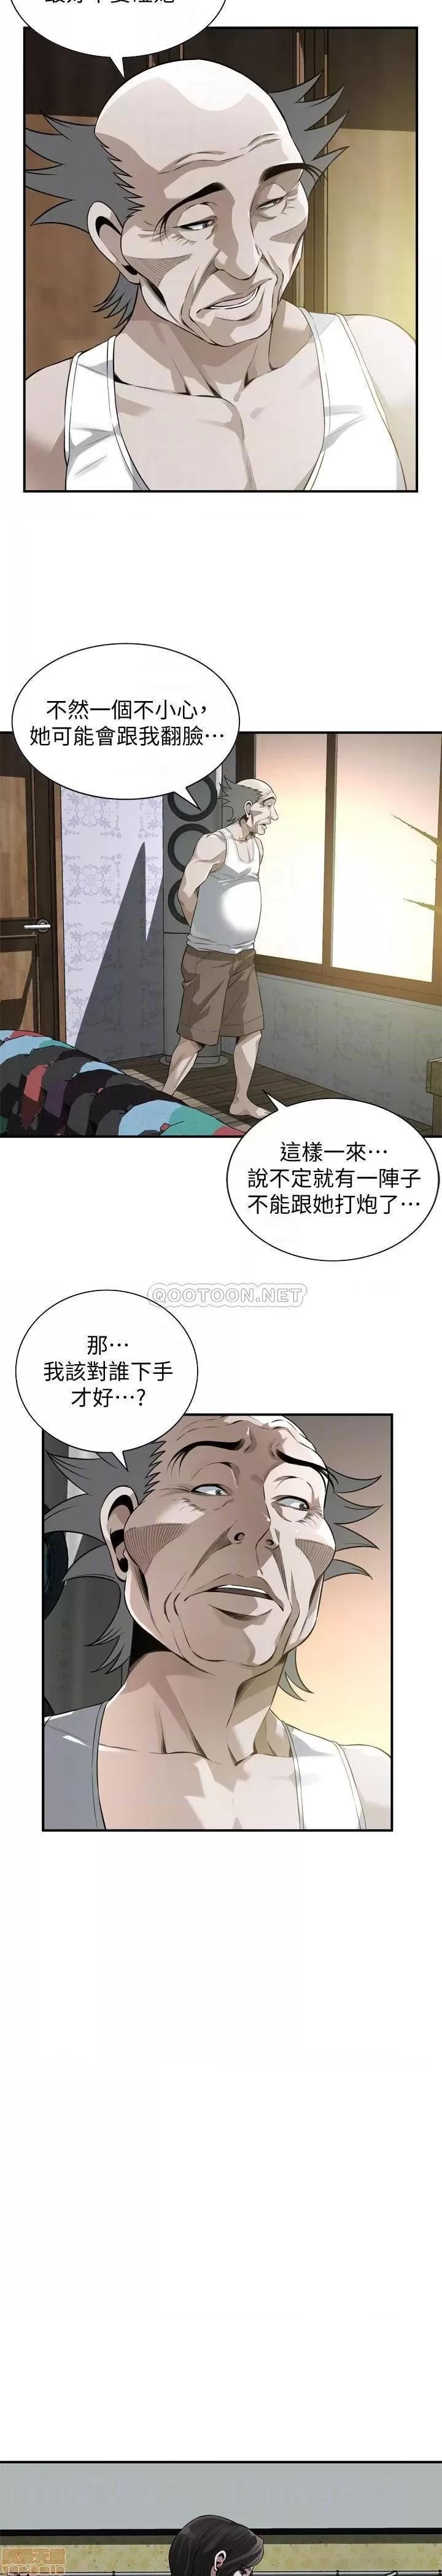 不然一個不小心，
她可能會跟我翻臉…
這樣一來…
說不定就有一陣子
不能跟她打炮了…
QOOTOON.NET
那…
我該對誰下手
才好…?